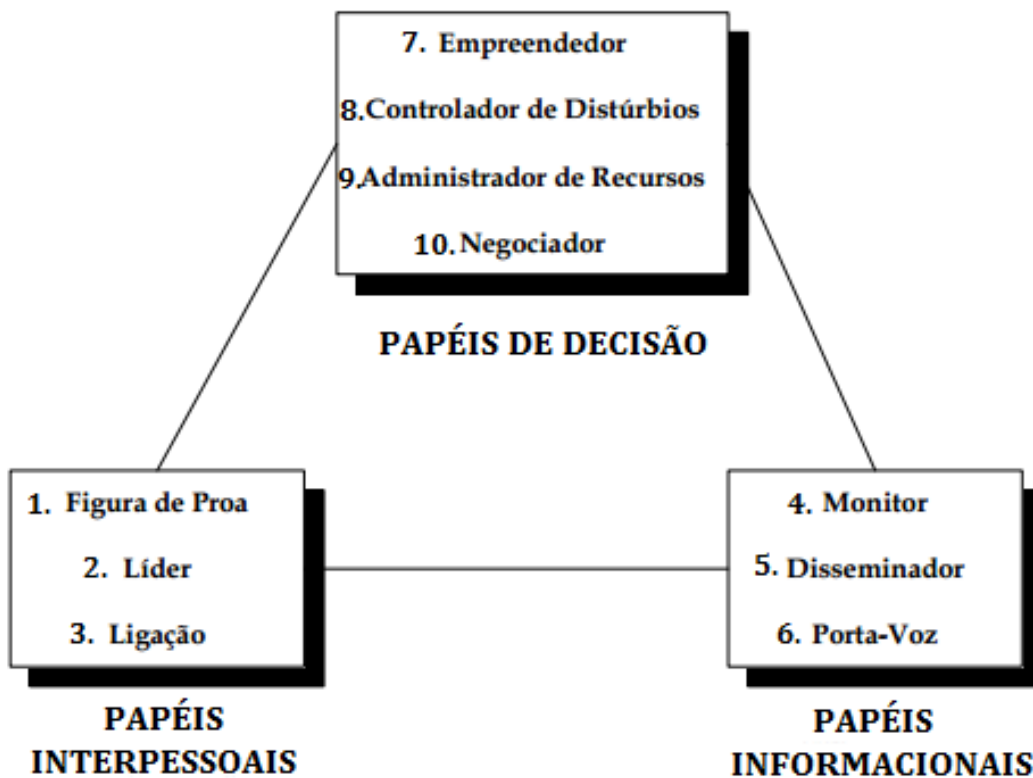 7. Empreendedor
8.Controlador de Distúrbios
9.Administrador de Recursos
10. Negociador
PAPÉIS DE DECISÃO
1. Figura de Proa
2. Líder
3. Ligação
PAPÉIS
INTERPESSOAIS
4. Monitor
5. Disseminador
6. Porta-Voz
PAPÉIS
INFORMACIONAIS